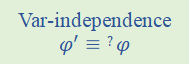 Var-independence
φ′ ≡ ?φ